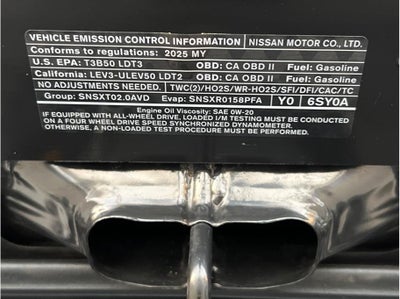 VEHICLE EMISSION CONTROL INFORMATION NISSAN MOTOR CO., LTD.
Conforms to regulations: 2025 MY
U.S. EPA: T3B50 LDT3 OBD: CA OBD II Fuel: Gasoline
California: LEV3-ULEV50 LDT2 OBD: CA OBD II Fuel: Gasoline
NO ADJUSTMENTS NEEDED. TWC(2)/HO2S/WR-HO2S/SFI/DFI/CAC/TC
Group: SNSXT02.0AVD Evap: SNSXR0158PFA Y0 6SY0A
Engine Oil Viscosity: SAE 0W-20
IF EQUIPPED WITH ALL-WHEEL DRIVE, LOADED I/M TESTING MUST BE CONDUCTED
ON A FOUR WHEEL DRIVE SPEED SYNCHRONIZED DYNAMOMETER,
OR A NON-LOADED TEST PROCEDURE MUST BE PERFORMED.